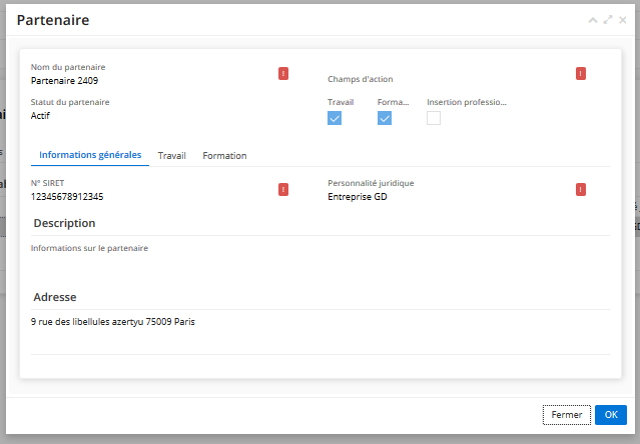 Partenaire
Nom du partenaire
Partenaire 2409
!
Champs d'action
!
Statut du partenaire
Actif
Travail Forma... Insertion professio...
Informations générales Travail Formation
N° SIRET
12345678912345
!
Personnalité juridique
Entreprise GD
!
Description
Informations sur le partenaire
Adresse
9 rue des libellules azertyu 75009 Paris
Fermer OK